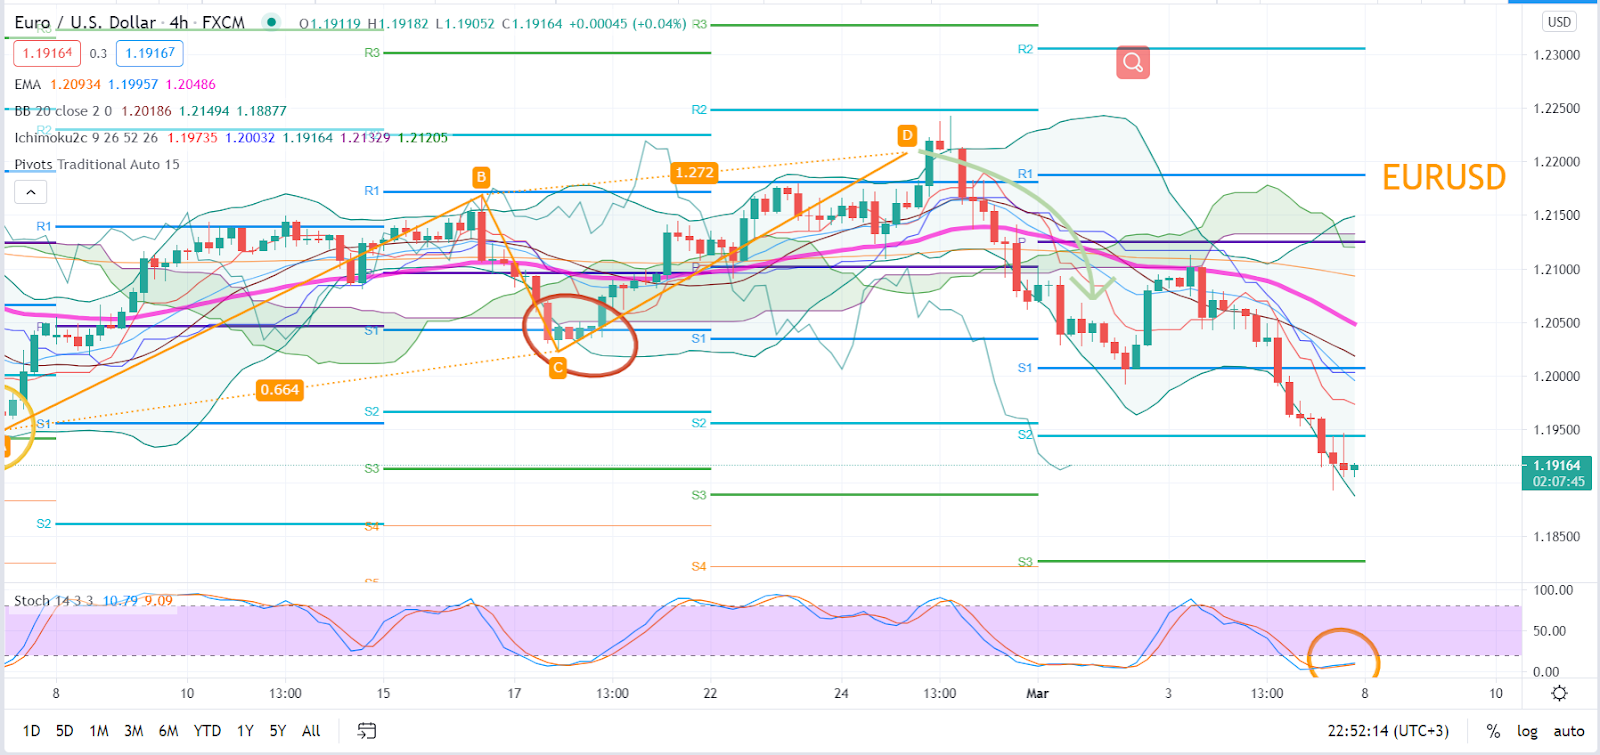 Euro / U.S. Dollar · 4h · FXCM O1.19119 H1.19182 L1.19052 C1.19164 +0.00045 (+0.04%)
1.19164 0.3 1.19167
EMA 1.20934 1.19957 1.20486
BB 20 close 2 0 1.20186 1.21494 1.18877
Ichimoku2c 9 26 52 26 1.19735 1.20032 1.19164 1.21329 1.21205
Pivots Traditional Auto 15
EURUSD
USD
1.23000
1.22500
1.22000
1.21500
1.21000
1.20500
1.20000
1.19500
1.19164
02:07:45
1.18500
R3
R2
R1
P
S1
S2
R3
R1
P
S1
S2
S3
S4
S5
R3
R2
P
S1
S2
S3
S4
R2
R1
P
S1
S2
S3
B
C
D
0.664
1.272
Stoch 14 3 3 10.79 9.09
100.00
50.00
0.00
8 10 13:00 15 17 13:00 22 24 13:00 Mar 3 13:00 8 10
1D 5D 1M 3M 6M YTD 1Y 5Y All 22:52:14 (UTC+3) % log auto